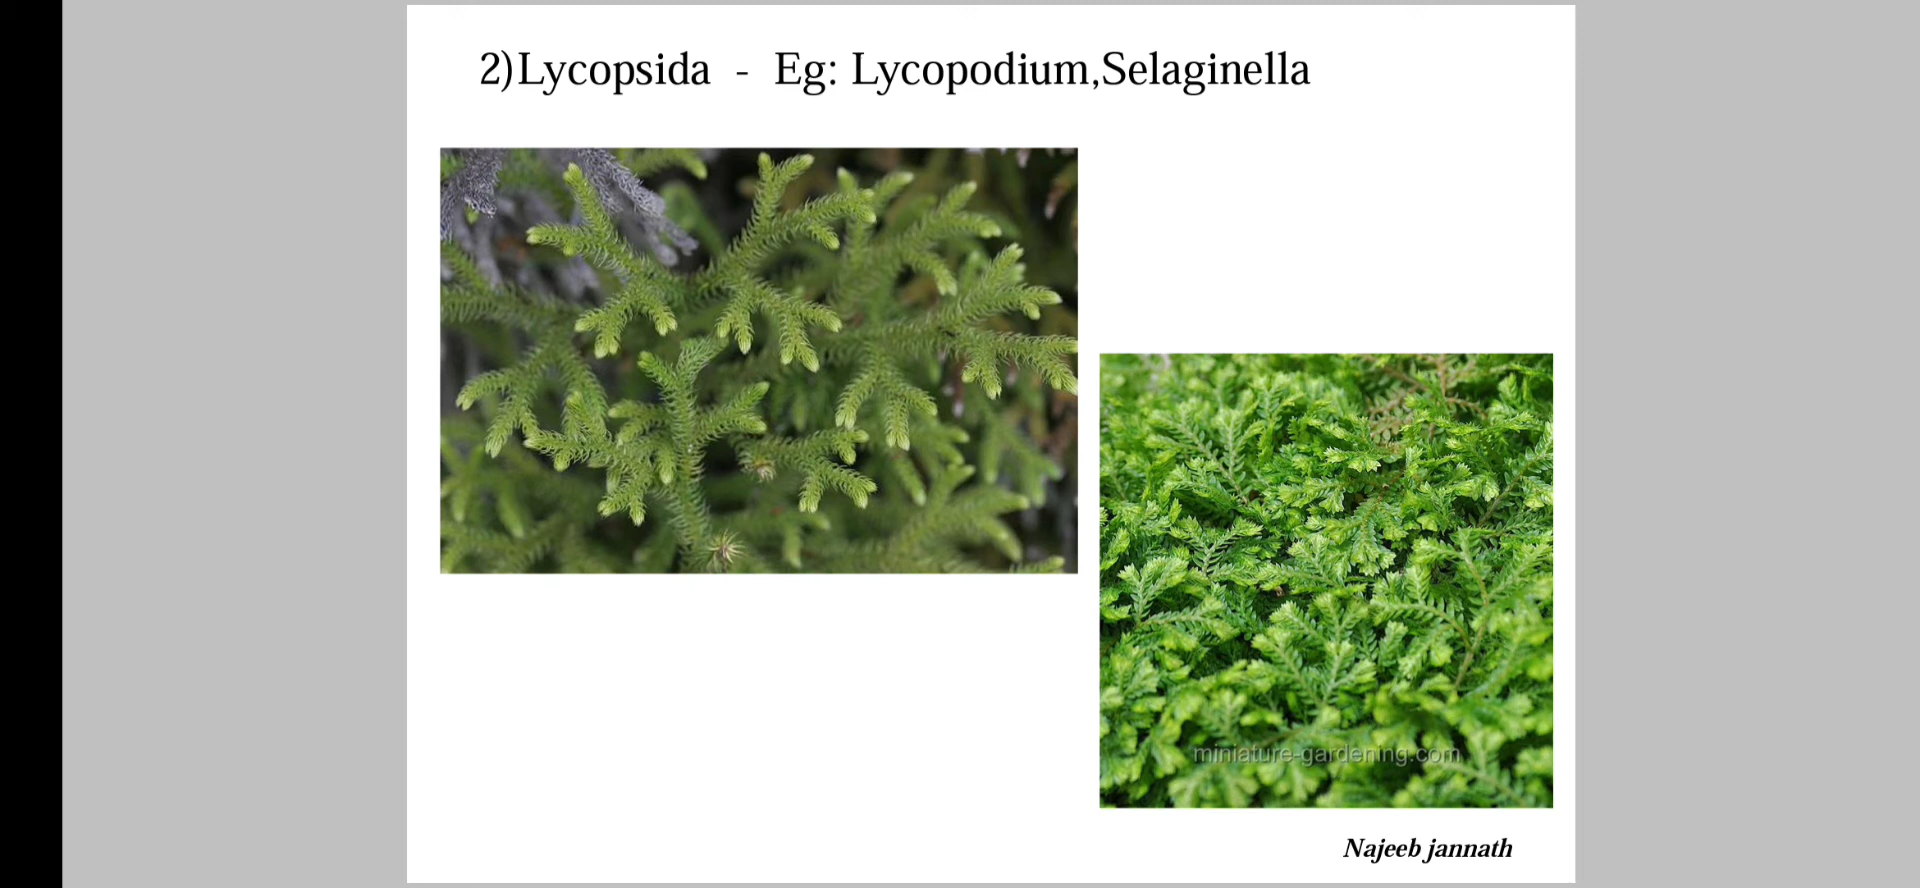 2)Lycopsida - Eg: Lycopodium,Selaginella
miniature-gardening.com
Najeeb jannath